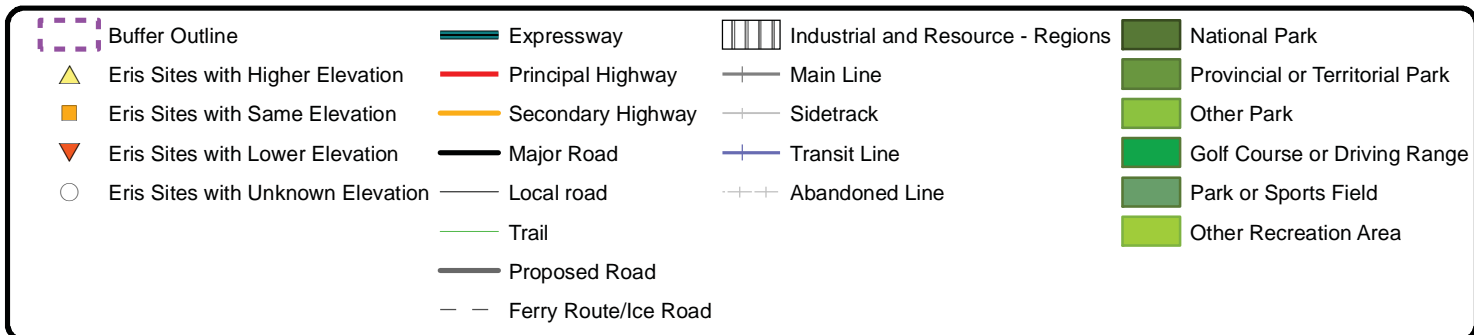 Buffer Outline
Eris Sites with Higher Elevation
Eris Sites with Same Elevation
Eris Sites with Lower Elevation
Eris Sites with Unknown Elevation
Expressway
Principal Highway
Secondary Highway
Major Road
Local road
Trail
Proposed Road
Ferry Route/Ice Road
Industrial and Resource - Regions
Main Line
Sidetrack
Transit Line
Abandoned Line
National Park
Provincial or Territorial Park
Other Park
Golf Course or Driving Range
Park or Sports Field
Other Recreation Area